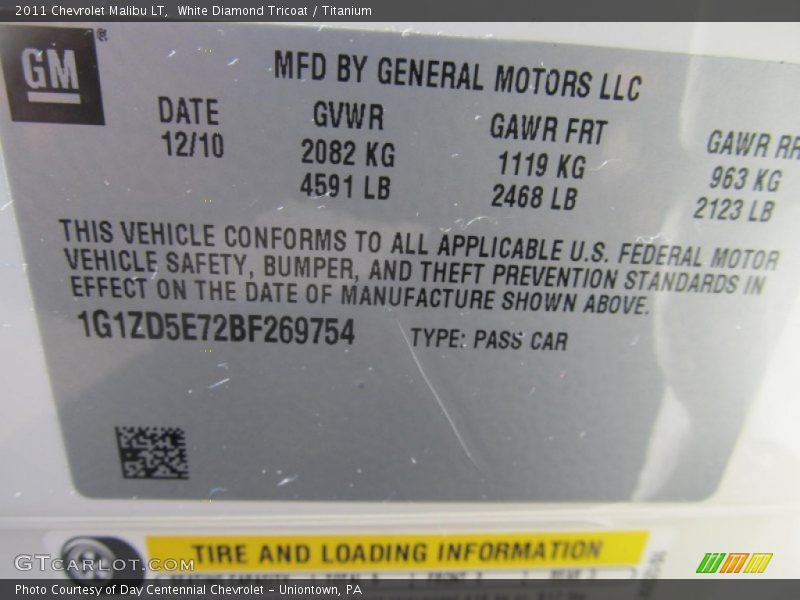 2011 Chevrolet Malibu LT, White Diamond Tricoat / Titanium
GM®
MFD BY GENERAL MOTORS LLC
DATE GVWR GAWR FRT GAWR RR
12/10 2082 KG 1119 KG 963 KG
4591 LB 2468 LB 2123 LB
THIS VEHICLE CONFORMS TO ALL APPLICABLE U.S. FEDERAL MOTOR
VEHICLE SAFETY, BUMPER, AND THEFT PREVENTION STANDARDS IN
EFFECT ON THE DATE OF MANUFACTURE SHOWN ABOVE.
1G1ZD5E72BF269754 TYPE: PASS CAR
TIRE AND LOADING INFORMATION
GTCARLOT.COM
Photo Courtesy of Day Centennial Chevrolet – Uniontown, PA